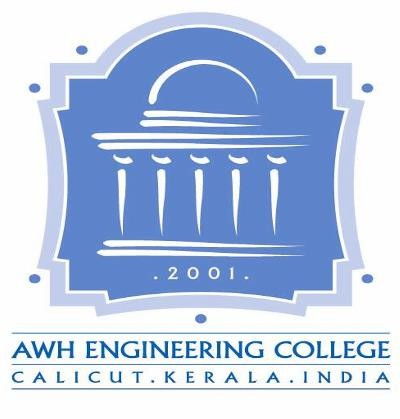 .2001.
AWH ENGINEERING COLLEGE
CALICUT.KERALA.INDIA